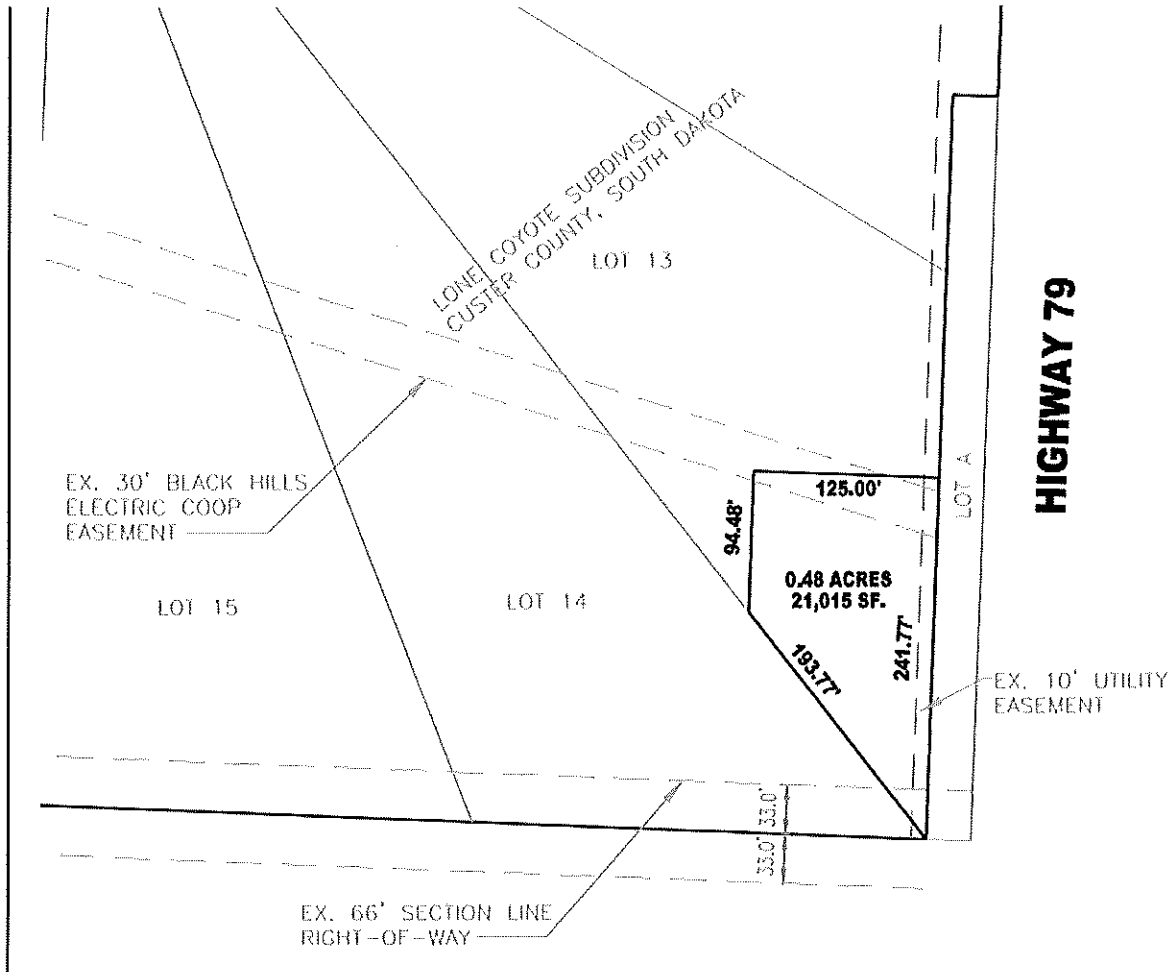 LONE COYOTE SUBDIVISION
CUSTER COUNTY, SOUTH DAKOTA
LOT 13
HIGHWAY 79
LOT A
EX. 30' BLACK HILLS
ELECTRIC COOP
EASEMENT
125.00'
94.48'
0.48 ACRES
21,015 SF.
241.77'
193.77'
LOT 15
LOT 14
EX. 10' UTILITY
EASEMENT
33.0'
33.0'
EX. 66' SECTION LINE
RIGHT-OF-WAY